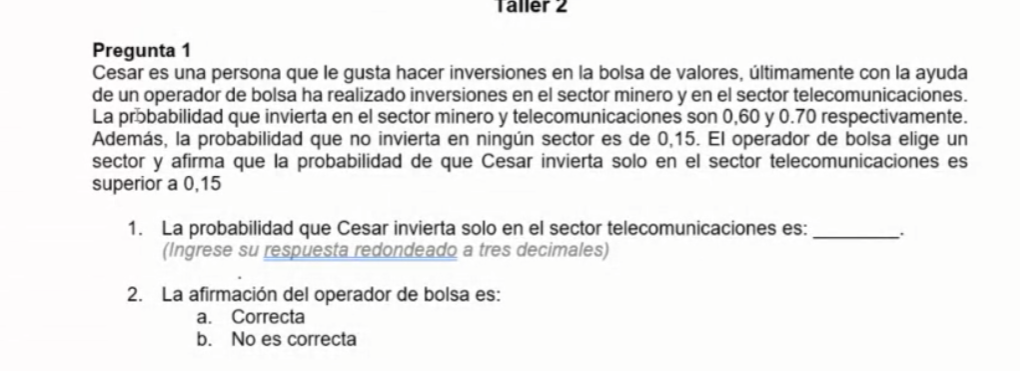 Taller 2
Pregunta 1
Cesar es una persona que le gusta hacer inversiones en la bolsa de valores, últimamente con la ayuda
de un operador de bolsa ha realizado inversiones en el sector minero y en el sector telecomunicaciones.
La probabilidad que invierta en el sector minero y telecomunicaciones son 0,60 y 0.70 respectivamente.
Además, la probabilidad que no invierta en ningún sector es de 0,15. El operador de bolsa elige un
sector y afirma que la probabilidad de que Cesar invierta solo en el sector telecomunicaciones es
superior a 0,15
1. La probabilidad que Cesar invierta solo en el sector telecomunicaciones es: ________.
(Ingrese su respuesta redondeado a tres decimales)
2. La afirmación del operador de bolsa es:
a. Correcta
b. No es correcta